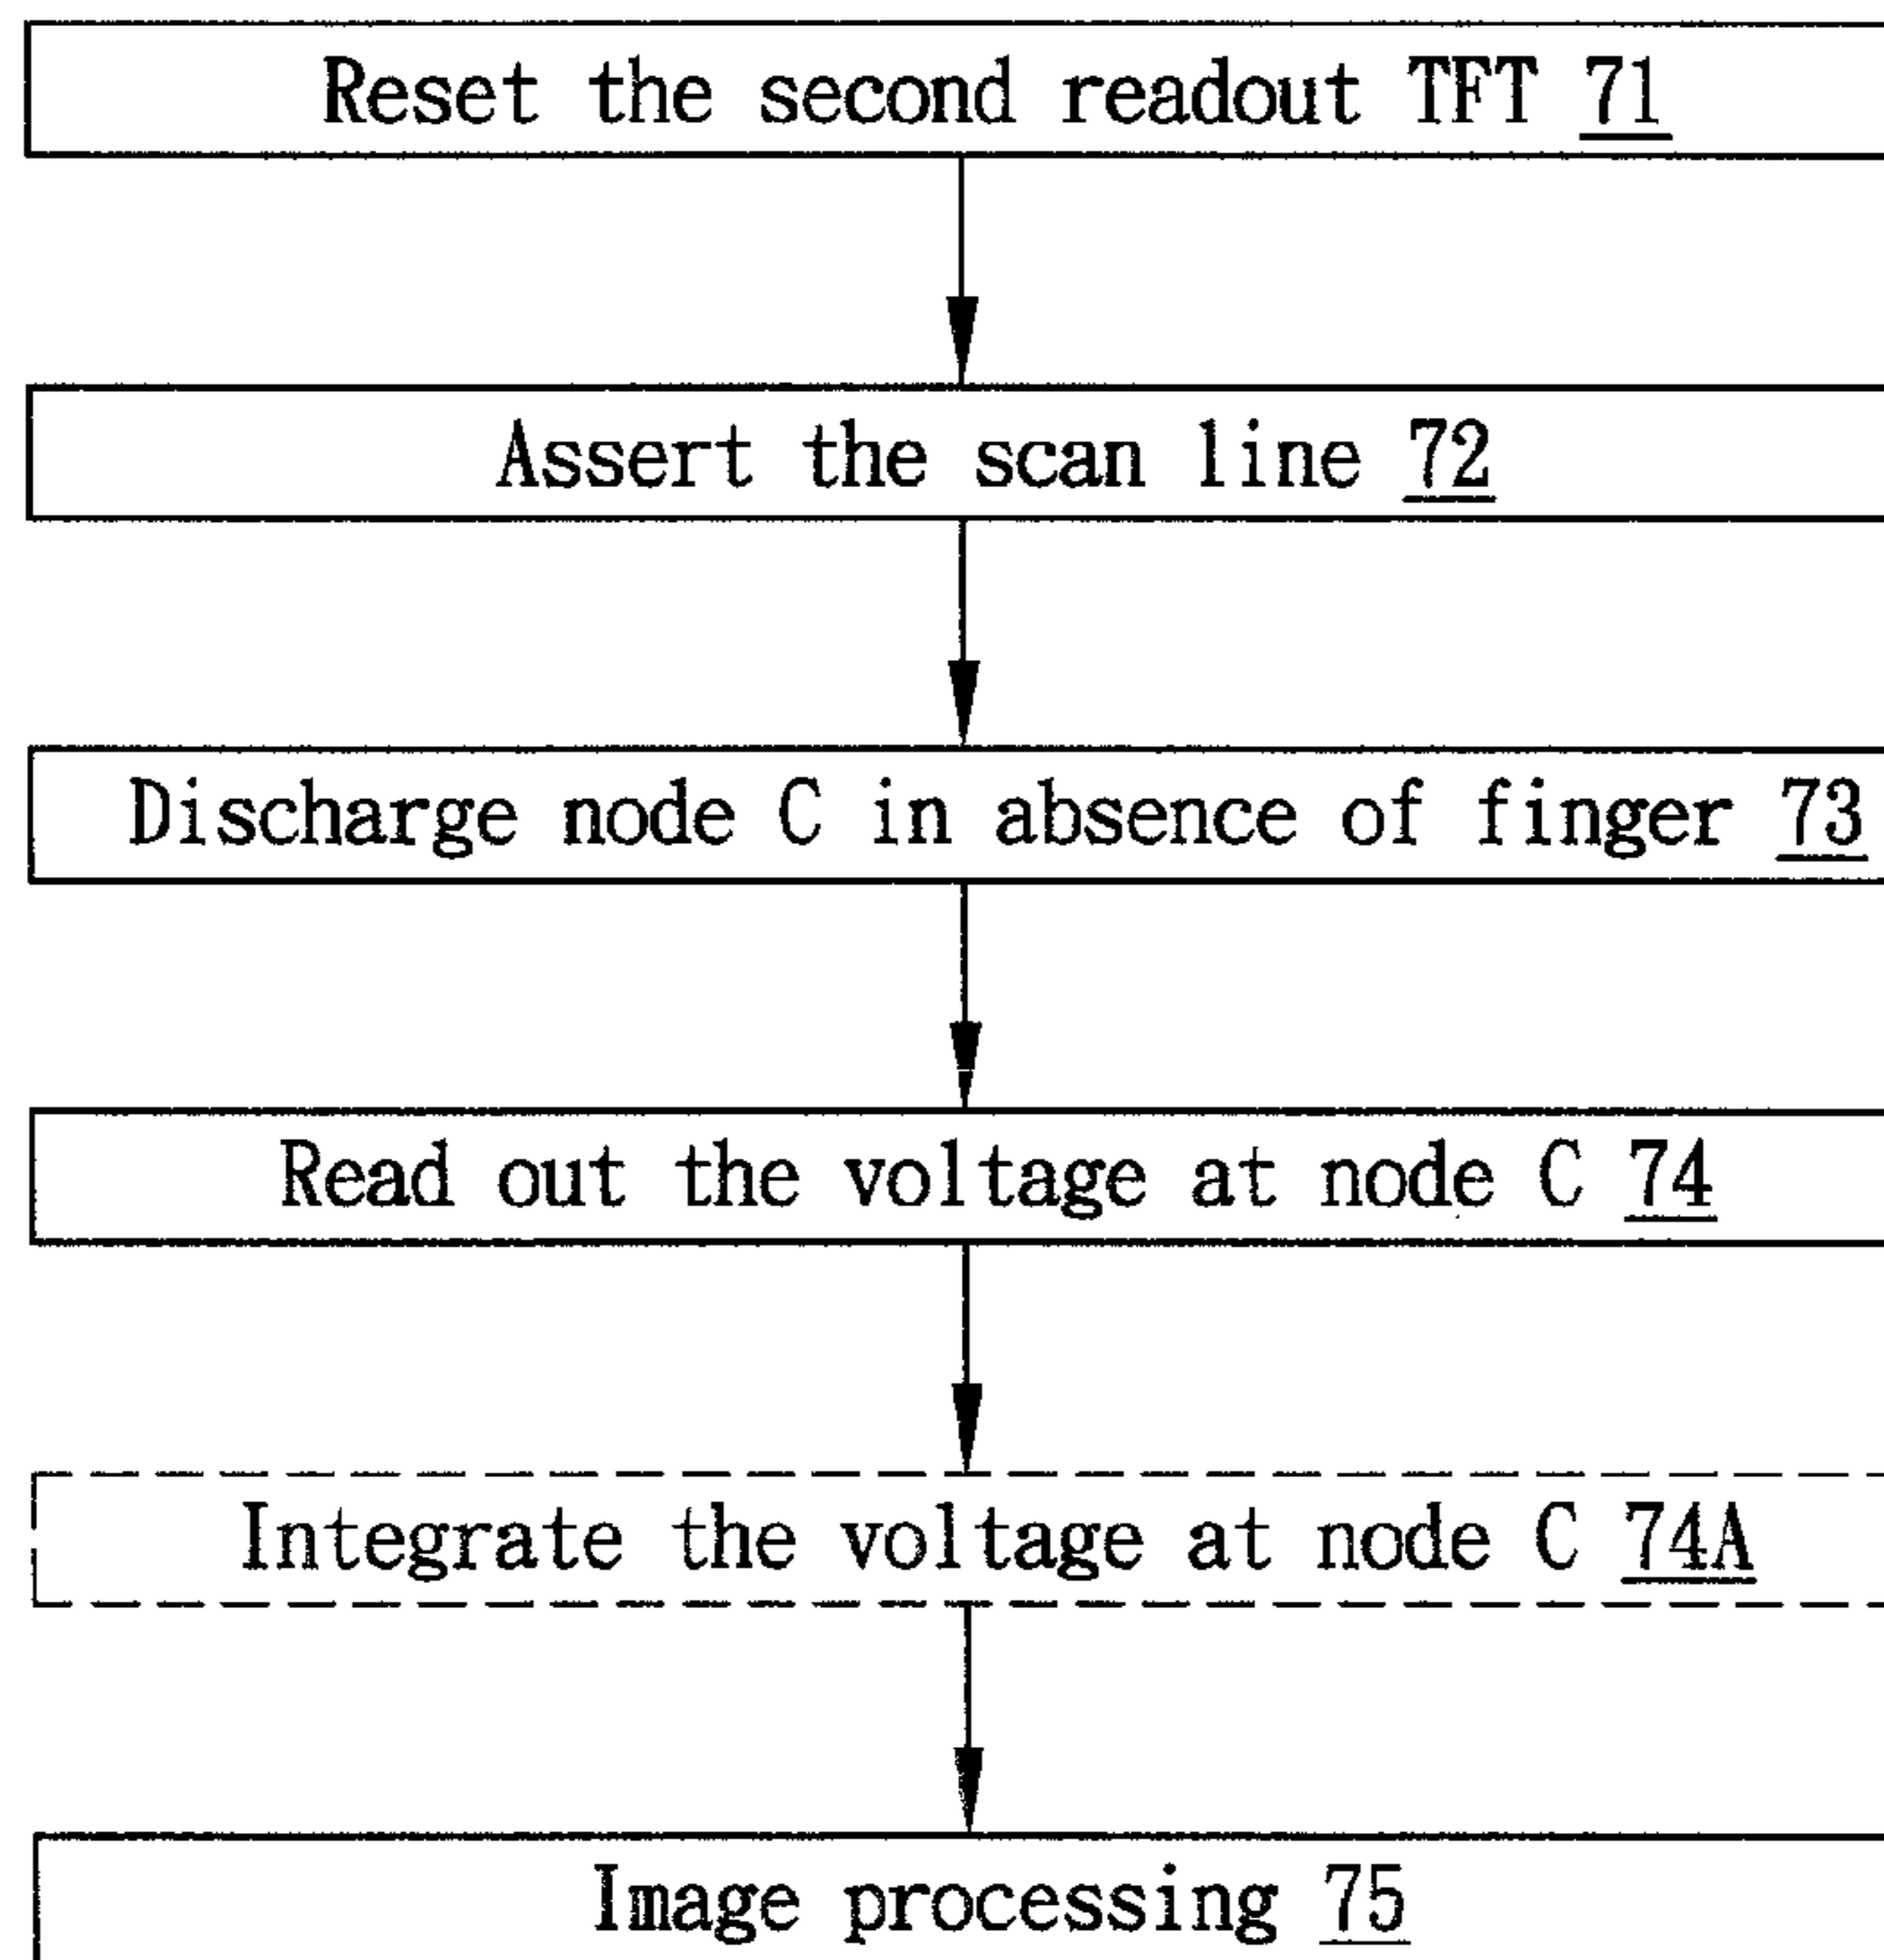 Reset the second readout TFT 71
Assert the scan line 72
Discharge node C in absence of finger 73
Read out the voltage at node C 74
Integrate the voltage at node C 74A
Image processing 75